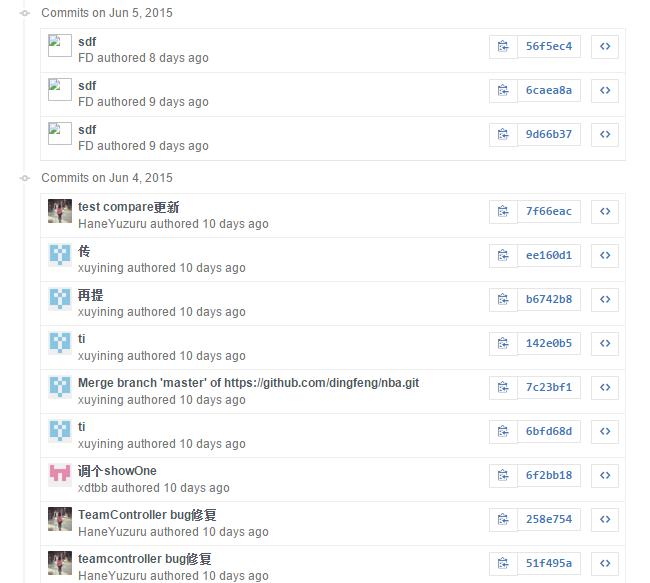 Commits on Jun 5, 2015
sdf
56f5ec4
FD authored 8 days ago
sdf
6caea8a
FD authored 9 days ago
sdf
9d66b37
FD authored 9 days ago
Commits on Jun 4, 2015
test compare更新
7f66eac
HaneYuzuru authored 10 days ago
传
ee160d1
xuyining authored 10 days ago
再提
b6742b8
xuyining authored 10 days ago
ti
142e0b5
xuyining authored 10 days ago
Merge branch 'master' of https://github.com/dingfeng/nba.git
7c23bf1
xuyining authored 10 days ago
ti
6bfd68d
xuyining authored 10 days ago
调个showOne
6f2bb18
xdtbb authored 10 days ago
TeamController bug修复
258e754
HaneYuzuru authored 10 days ago
teamcontroller bug修复
51f495a
HaneYuzuru authored 10 days ago